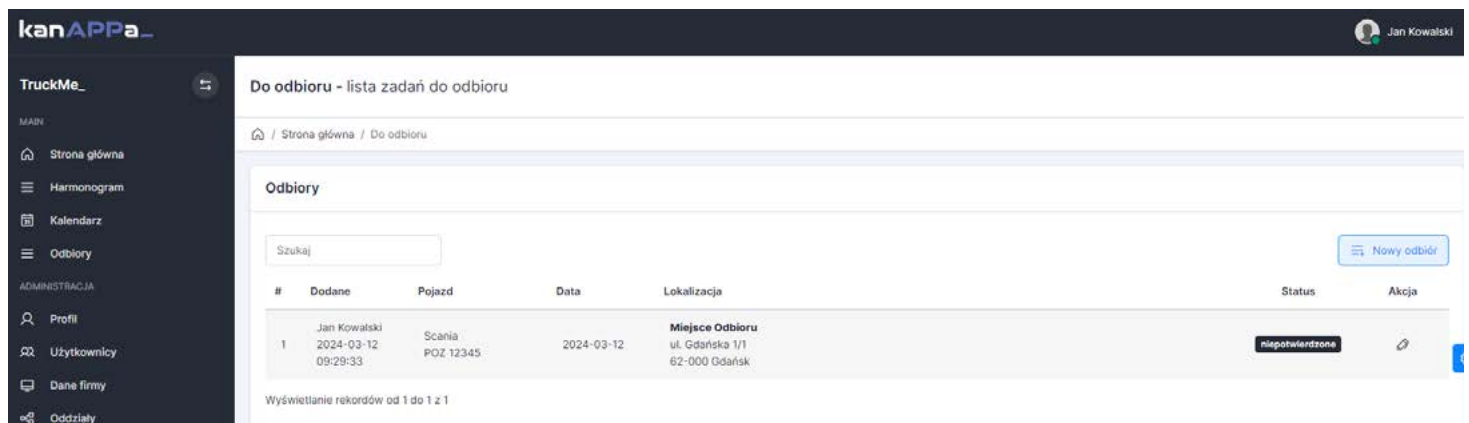 kanAPPa_
Jan Kowalski
TruckMe_
MAIN
Strona główna
Harmonogram
Kalendarz
Odbiory
ADMINISTRACJA
Profil
Użytkownicy
Dane firmy
Oddziały
Do odbioru - lista zadań do odbioru
/ Strona główna / Do odbioru
Odbiory
Szukaj
Nowy odbiór
# Dodane Pojazd Data Lokalizacja Status Akcja
1 Jan Kowalski 2024-03-12 09:29:33 Scania POZ 12345 2024-03-12 Miejsce Odbioru ul. Gdańska 1/1 62-000 Gdańsk niepotwierdzone
Wyświetlanie rekordów od 1 do 1 z 1